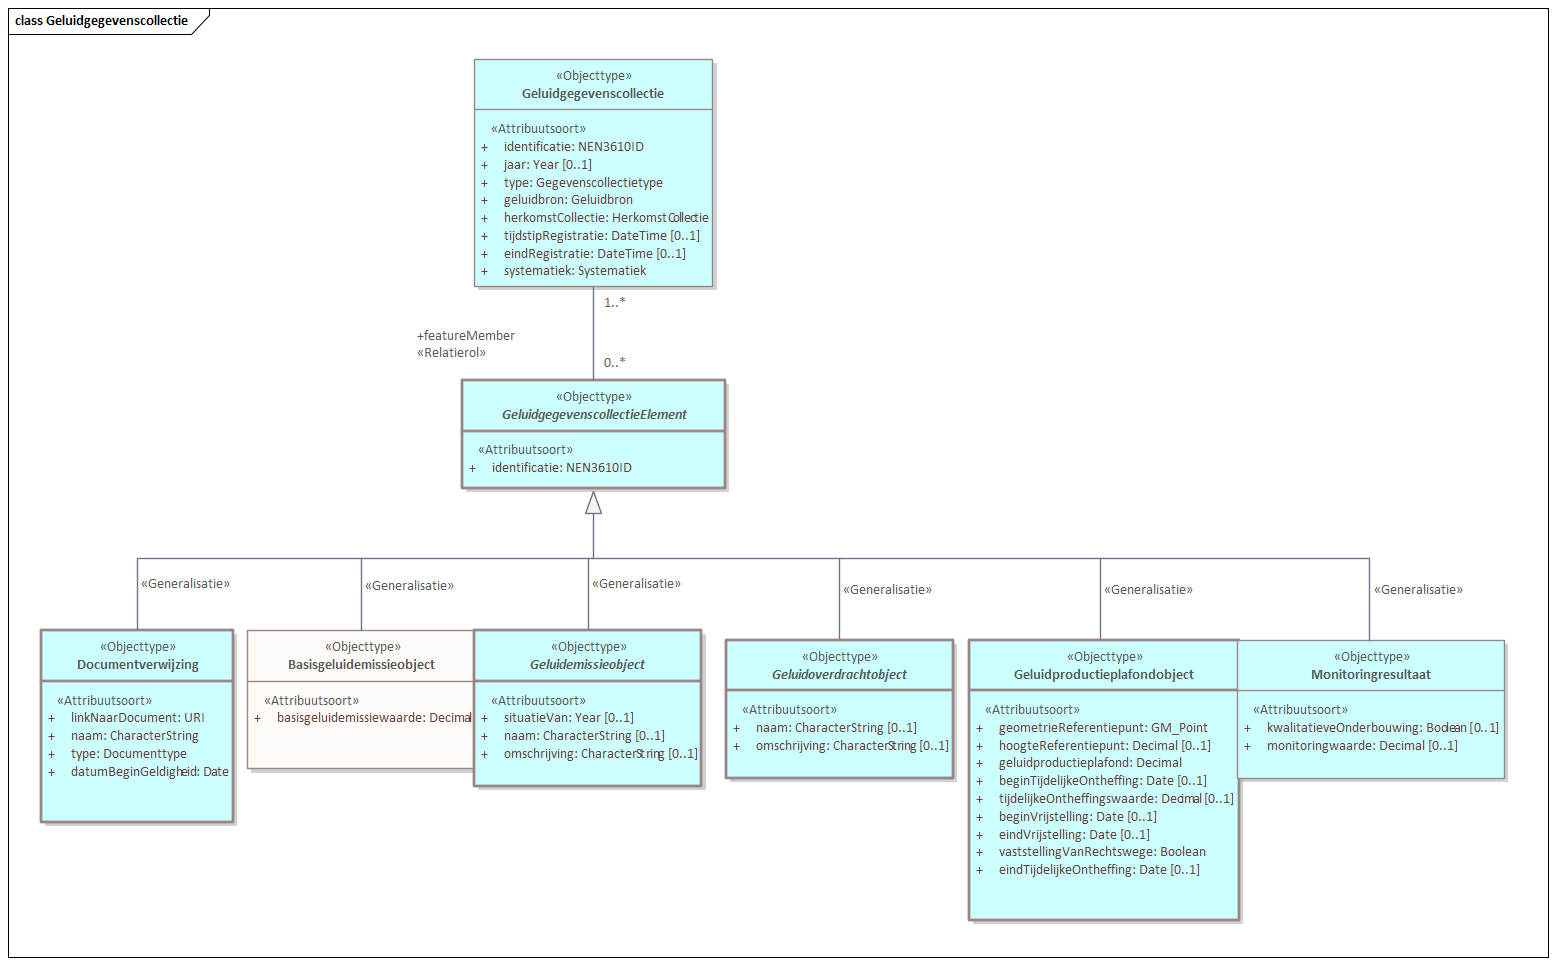 class Geluidgegevenscollectie
«Objecttype»
Geluidgegevenscollectie
«Attribuutsoort»
+ identificatie: NEN3610ID
+ jaar: Year [0..1]
+ type: Gegevenscollectietype
+ geluidbron: Geluidbron
+ herkomstCollectie: HerkomstCollectie
+ tijdstipRegistratie: DateTime [0..1]
+ eindRegistratie: DateTime [0..1]
+ systematiek: Systematiek
1..*
+featureMember
«Relatierol»
0..*
«Objecttype»
GeluidgegevenscollectieElement
«Attribuutsoort»
+ identificatie: NEN3610ID
«Generalisatie»
«Generalisatie»
«Generalisatie»
«Generalisatie»
«Generalisatie»
«Generalisatie»
«Objecttype»
Documentverwijzing
«Attribuutsoort»
+ linkNaarDocument: URI
+ naam: CharacterString
+ type: Documenttype
+ datumBeginGeldigheid: Date
«Objecttype»
Basisgeluidemissieobject
«Attribuutsoort»
+ basisgeluidemissiewaarde: Decimal
«Objecttype»
Geluidemissieobject
«Attribuutsoort»
+ situatieVan: Year [0..1]
+ naam: CharacterString [0..1]
+ omschrijving: CharacterString [0..1]
«Objecttype»
Geluidoverdrachtobject
«Attribuutsoort»
+ naam: CharacterString [0..1]
+ omschrijving: CharacterString [0..1]
«Objecttype»
Geluidproductieplafondobject
«Attribuutsoort»
+ geometrieReferentiepunt: GM_Point
+ hoogteReferentiepunt: Decimal [0..1]
+ geluidproductieplafond: Decimal
+ beginTijdelijkeOntheffing: Date [0..1]
+ tijdelijkeOntheffingswaarde: Decimal [0..1]
+ beginVrijstelling: Date [0..1]
+ eindVrijstelling: Date [0..1]
+ vaststellingVanRechtswege: Boolean
+ eindTijdelijkeOntheffing: Date [0..1]
«Objecttype»
Monitoringresultaat
«Attribuutsoort»
+ kwalitatieveOnderbouwing: Boolean [0..1]
+ monitoringwaarde: Decimal [0..1]